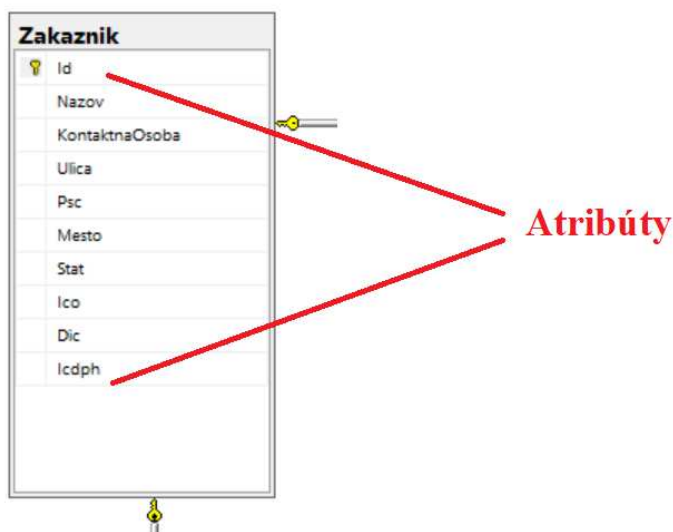 Zakaznik
Id
Nazov
KontaktnaOsoba
Ulica
Psc
Mesto
Stat
Ico
Dic
Icdph
Atribúty